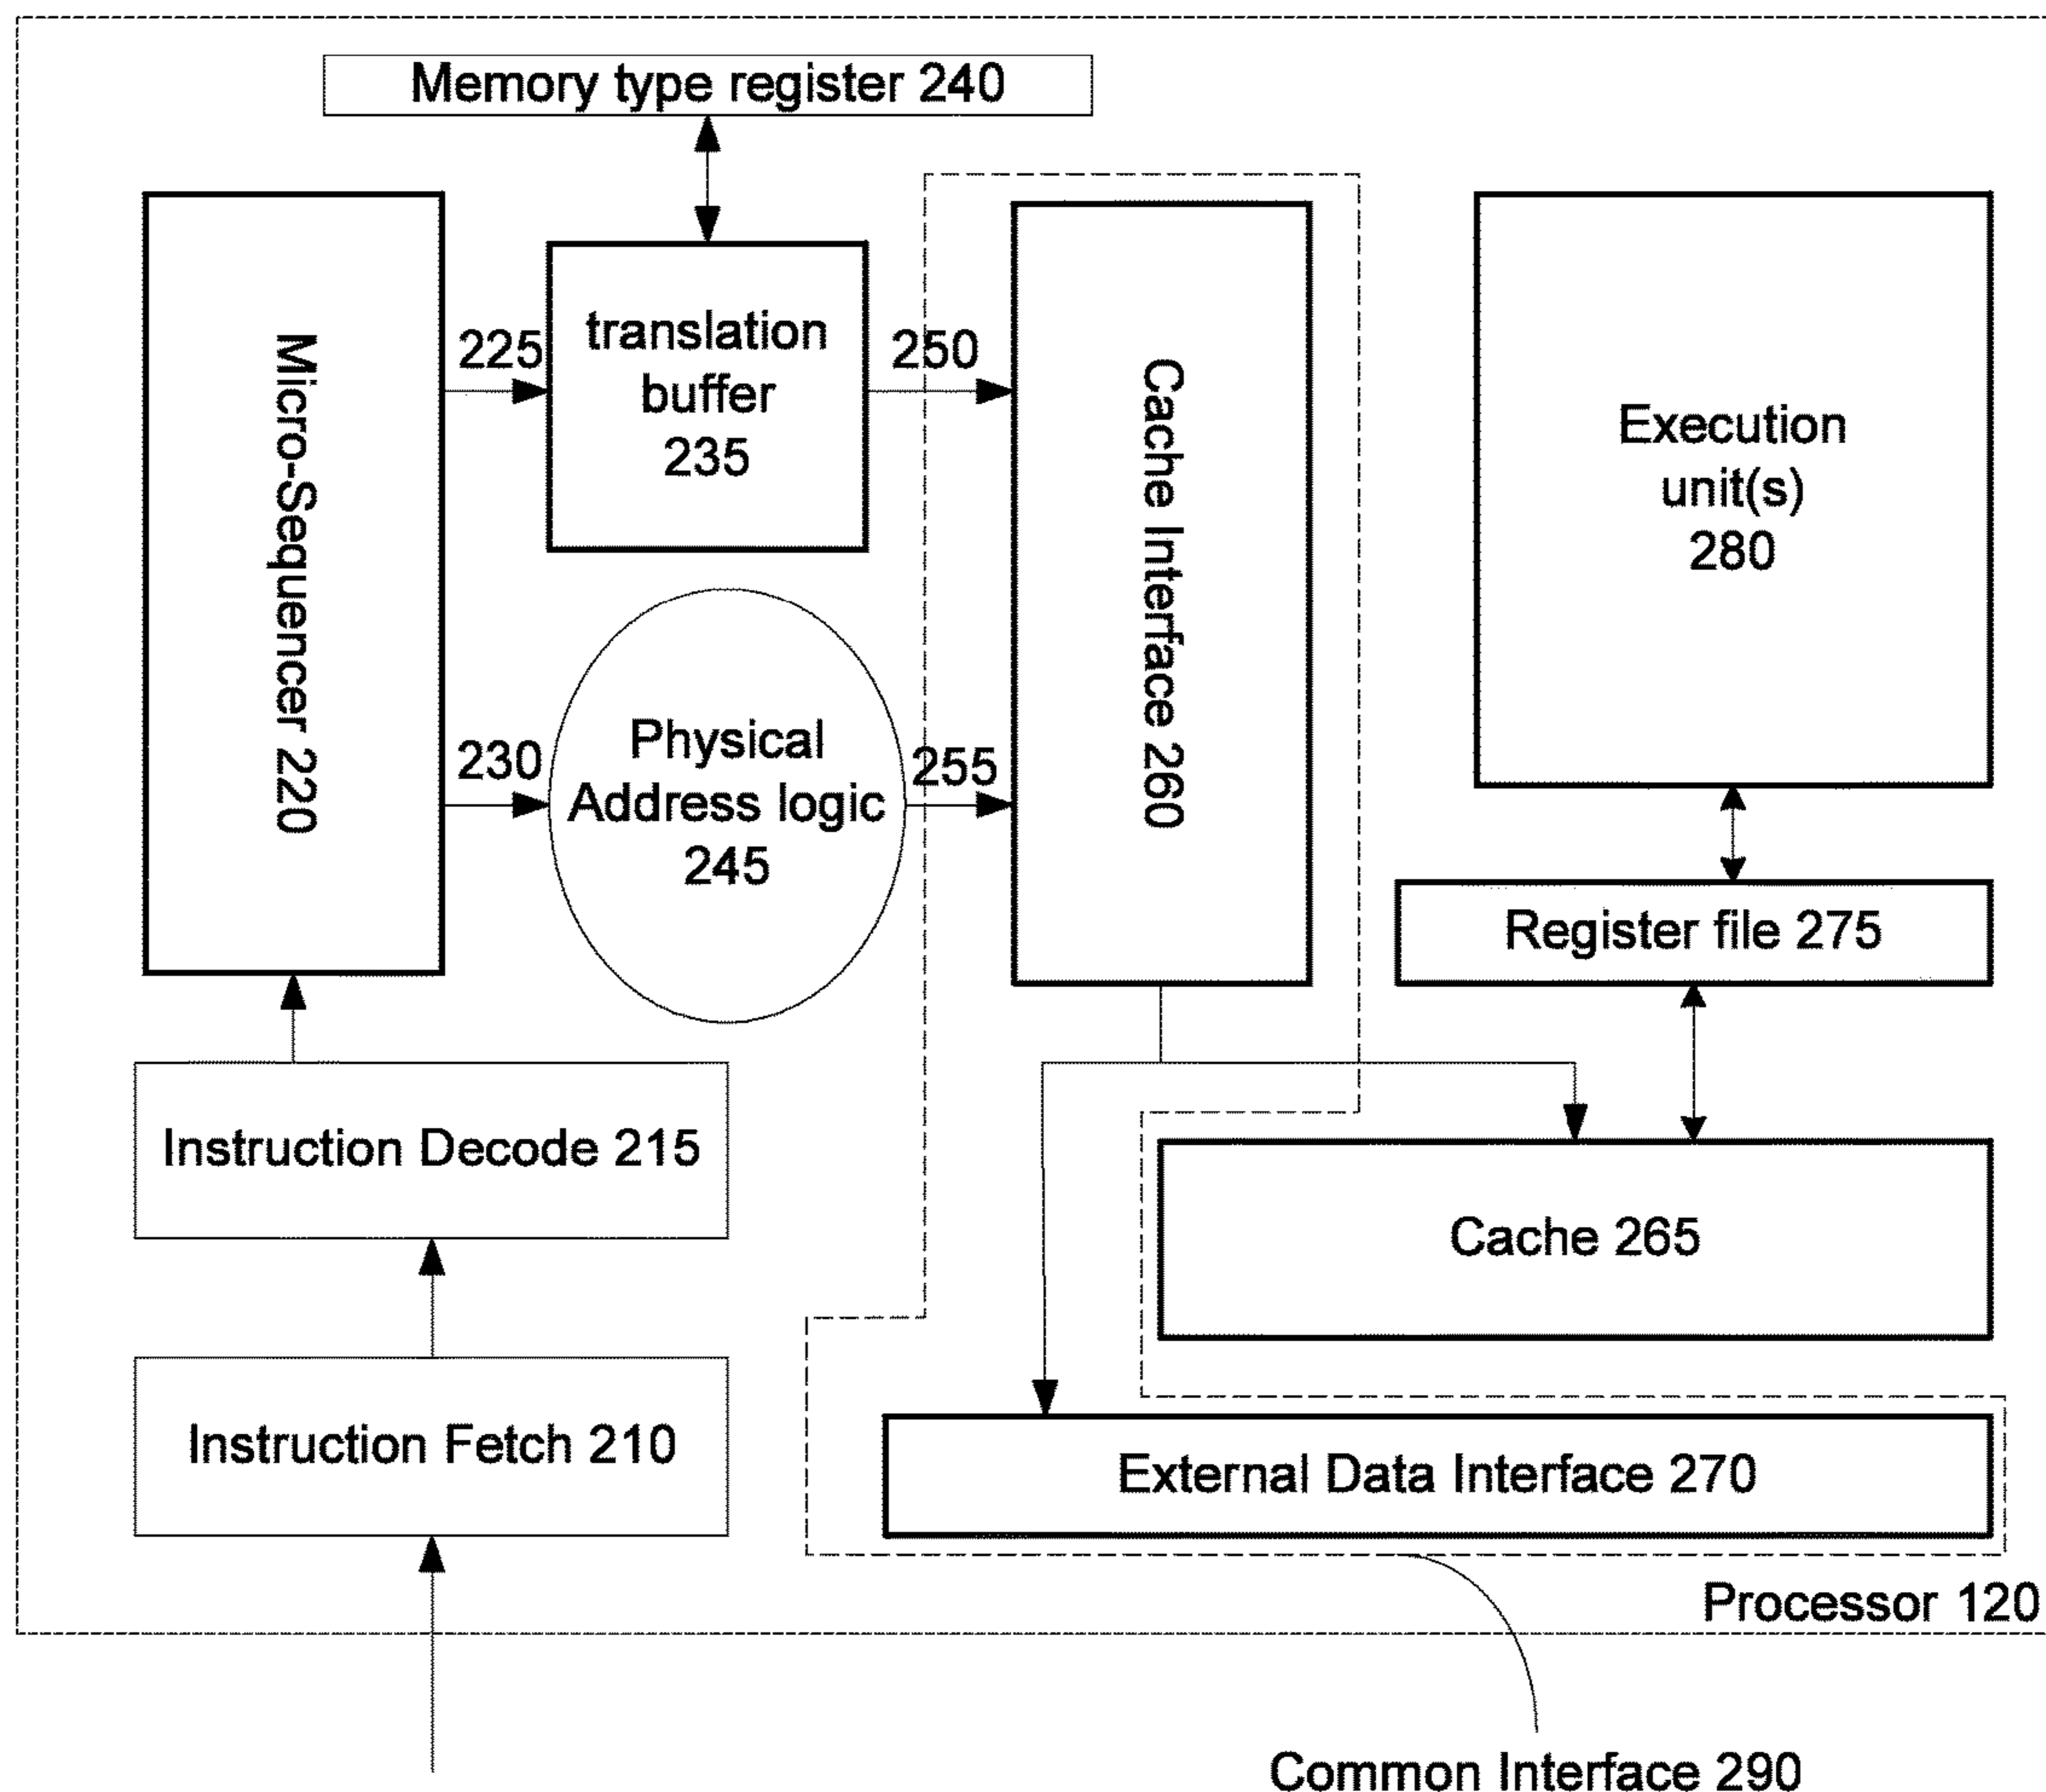 Memory type register 240
Micro-Sequencer 220
225
translation
buffer
235
250
Cache Interface 260
Execution
unit(s)
280
230
Physical
Address logic
245
255
Register file 275
Instruction Decode 215
Cache 265
Instruction Fetch 210
External Data Interface 270
Processor 120
Common Interface 290